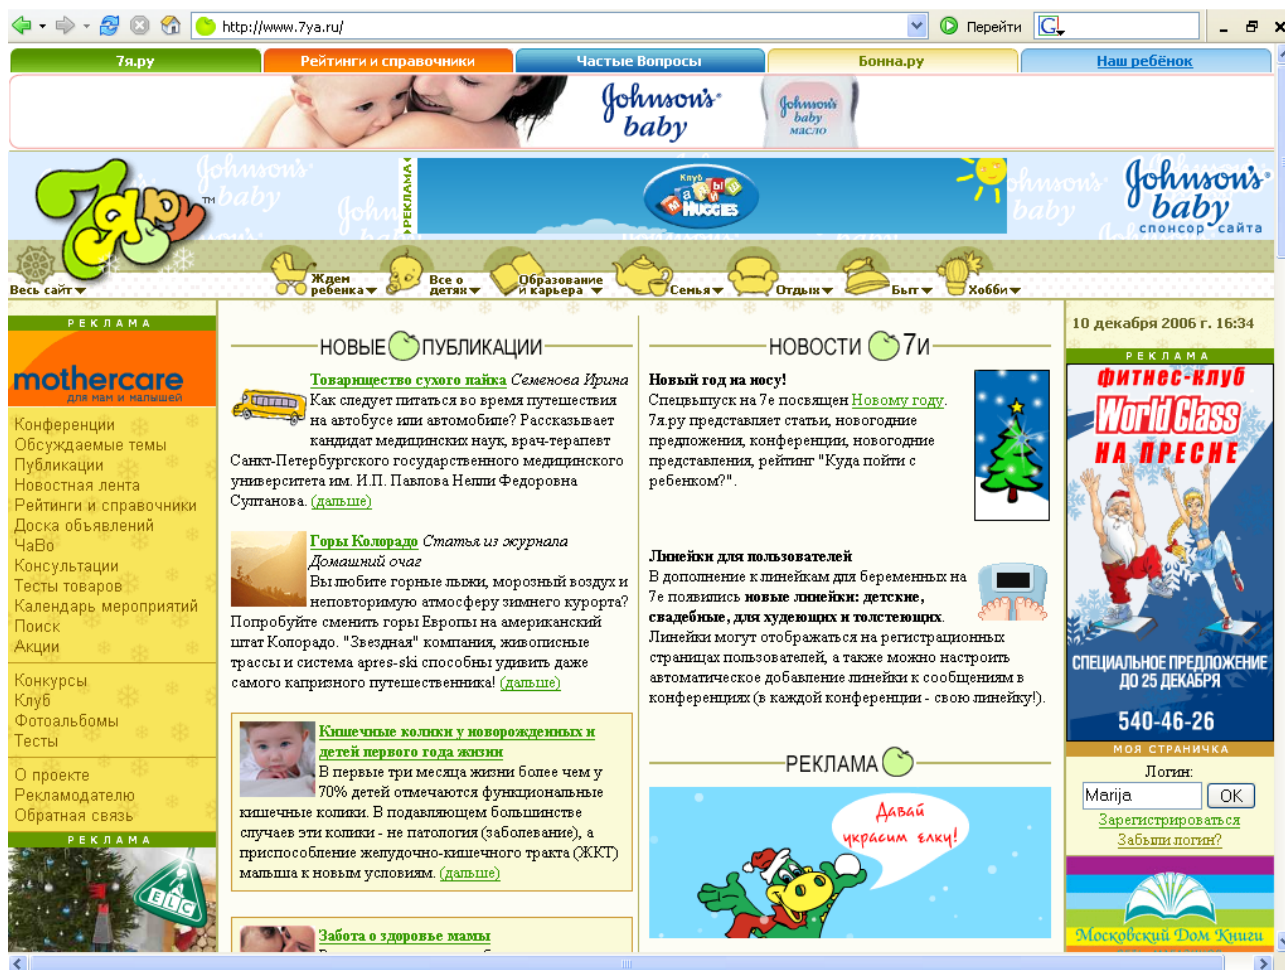 http://www.7ya.ru/
Перейти
7я.ру
Рейтинги и справочники
Частые Вопросы
Бонна.ру
Наш ребёнок
Johnson's
baby
Johnson's
baby
масло
7яру
™
РЕКЛАМА
Клуб
малыш
HUGGIES
Johnson's
baby
спонсор сайта
Весь сайт
Ждем
ребенка
Все о
детях
Образование
и карьера
Семья
Отдых
Быт
Хобби
РЕКЛАМА
mothercare
для мам и малышей
Конференции
Обсуждаемые темы
Публикации
Новостная лента
Рейтинги и справочники
Доска объявлений
ЧаВо
Консультации
Тесты товаров
Календарь мероприятий
Поиск
Акции
Конкурсы
Клуб
Фотоальбомы
Тесты
О проекте
Рекламодателю
Обратная связь
РЕКЛАМА
ELC
НОВЫЕ ПУБЛИКАЦИИ
Товарищество сухого пайка Семенова Ирина
Как следует питаться во время путешествия
на автобусе или автомобиле? Рассказывает
кандидат медицинских наук, врач-терапевт
Санкт-Петербургского государственного медицинского
университета им. И.П. Павлова Нелли Федоровна
Султанова. (дальше)
Горы Колорадо Статья из журнала
Домашний очаг
Вы любите горные лыжи, морозный воздух и
неповторимую атмосферу зимнего курорта?
Попробуйте сменить горы Европы на американский
штат Колорадо. "Звездная" компания, живописные
трассы и система apres-ski способны удивить даже
самого капризного путешественника! (дальше)
Кишечные колики у новорожденных и
детей первого года жизни
В первые три месяца жизни более чем у
70% детей отмечаются функциональные
кишечные колики. В подавляющем большинстве
случаев эти колики - не патология (заболевание), а
приспособление желудочно-кишечного тракта (ЖКТ)
малыша к новым условиям. (дальше)
Забота о здоровье мамы
НОВОСТИ 7И
Новый год на носу!
Спецвыпуск на 7е посвящен Новому году.
7я.ру представляет статьи, новогодние
предложения, конференции, новогодние
представления, рейтинг "Куда пойти с
ребенком?".
Линейки для пользователей
В дополнение к линейкам для беременных на
7е появились новые линейки: детские,
свадебные, для худеющих и толстеющих.
Линейки могут отображаться на регистрационных
страницах пользователей, а также можно настроить
автоматическое добавление линейки к сообщениям в
конференциях (в каждой конференции - свою линейку!).
РЕКЛАМА
Давай
украсим елку!
10 декабря 2006 г. 16:34
РЕКЛАМА
фитнес-клуб
World Class
НА ПРЕСНЕ
СПЕЦИАЛЬНОЕ ПРЕДЛОЖЕНИЕ
ДО 25 ДЕКАБРЯ
540-46-26
МОЯ СТРАНИЧКА
Логин:
Marija
OK
Зарегистрироваться
Забыли логин?
Московский Дом Книги